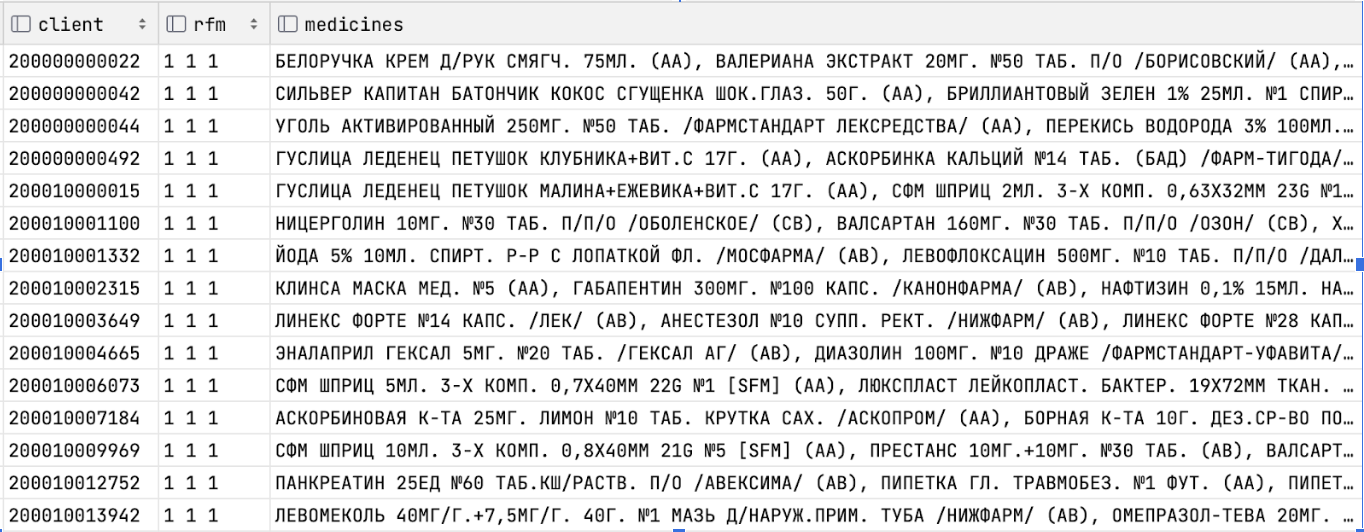 client rfm medicines
200000000022 1 1 1 БЕЛОРУЧКА КРЕМ Д/РУК СМЯГЧ. 75МЛ. (АА), ВАЛЕРИАНА ЭКСТРАКТ 20МГ. №50 ТАБ. П/О /БОРИСОВСКИЙ/ (АА),…
200000000042 1 1 1 СИЛЬВЕР КАПИТАН БАТОНЧИК КОКОС СГУЩЕНКА ШОК.ГЛАЗ. 50Г. (АА), БРИЛЛИАНТОВЫЙ ЗЕЛЕН 1% 25МЛ. №1 СПИР…
200000000044 1 1 1 УГОЛЬ АКТИВИРОВАННЫЙ 250МГ. №50 ТАБ. /ФАРМСТАНДАРТ ЛЕКСРЕДСТВА/ (АА), ПЕРЕКИСЬ ВОДОРОДА 3% 100МЛ.…
200000000492 1 1 1 ГУСЛИЦА ЛЕДЕНЕЦ ПЕТУШОК КЛУБНИКА+ВИТ.С 17Г. (АА), АСКОРБИНКА КАЛЬЦИЙ №14 ТАБ. (БАД) /ФАРМ-ТИГОДА/…
200010000015 1 1 1 ГУСЛИЦА ЛЕДЕНЕЦ ПЕТУШОК МАЛИНА+ЕЖЕВИКА+ВИТ.С 17Г. (АА), СФМ ШПРИЦ 2МЛ. 3-Х КОМП. 0,63Х32ММ 23G №1…
200010001100 1 1 1 НИЦЕРГОЛИН 10МГ. №30 ТАБ. П/П/О /ОБОЛЕНСКОЕ/ (СВ), ВАЛСАРТАН 160МГ. №30 ТАБ. П/П/О /ОЗОН/ (СВ), Х…
200010001332 1 1 1 ЙОДА 5% 10МЛ. СПИРТ. Р-Р С ЛОПАТКОЙ ФЛ. /МОСФАРМА/ (АВ), ЛЕВОФЛОКСАЦИН 500МГ. №10 ТАБ. П/П/О /ДАЛ…
200010002315 1 1 1 КЛИНСА МАСКА МЕД. №5 (АА), ГАБАПЕНТИН 300МГ. №100 КАПС. /КАНОНФАРМА/ (АВ), НАФТИЗИН 0,1% 15МЛ. НА…
200010003649 1 1 1 ЛИНЕКС ФОРТЕ №14 КАПС. /ЛЕК/ (АВ), АНЕСТЕЗОЛ №10 СУПП. РЕКТ. /НИЖФАРМ/ (АВ), ЛИНЕКС ФОРТЕ №28 КАП…
200010004665 1 1 1 ЭНАЛАПРИЛ ГЕКСАЛ 5МГ. №20 ТАБ. /ГЕКСАЛ АГ/ (АВ), ДИАЗОЛИН 100МГ. №10 ДРАЖЕ /ФАРМСТАНДАРТ-УФАВИТА/…
200010006073 1 1 1 СФМ ШПРИЦ 5МЛ. 3-Х КОМП. 0,7Х40ММ 22G №1 [SFM] (АА), ЛЮКСПЛАСТ ЛЕЙКОПЛАСТ. БАКТЕР. 19Х72ММ ТКАН. …
200010007184 1 1 1 АСКОРБИНОВАЯ К-ТА 25МГ. ЛИМОН №10 ТАБ. КРУТКА САХ. /АСКОПРОМ/ (АА), БОРНАЯ К-ТА 10Г. ДЕЗ.СР-ВО ПО…
200010009969 1 1 1 СФМ ШПРИЦ 10МЛ. 3-Х КОМП. 0,8Х40ММ 21G №5 [SFM] (АА), ПРЕСТАНС 10МГ.+10МГ. №30 ТАБ. (АВ), ВАЛСАРТ…
200010012752 1 1 1 ПАНКРЕАТИН 25ЕД №60 ТАБ.КШ/РАСТВ. П/О /АВЕКСИМА/ (АВ), ПИПЕТКА ГЛ. ТРАВМОБЕЗ. №1 ФУТ. (АА), ПИПЕТ…
200010013942 1 1 1 ЛЕВОМЕКОЛЬ 40МГ/Г.+7,5МГ/Г. 40Г. №1 МАЗЬ Д/НАРУЖ.ПРИМ. ТУБА /НИЖФАРМ/ (АВ), ОМЕПРАЗОЛ-ТЕВА 20МГ. …